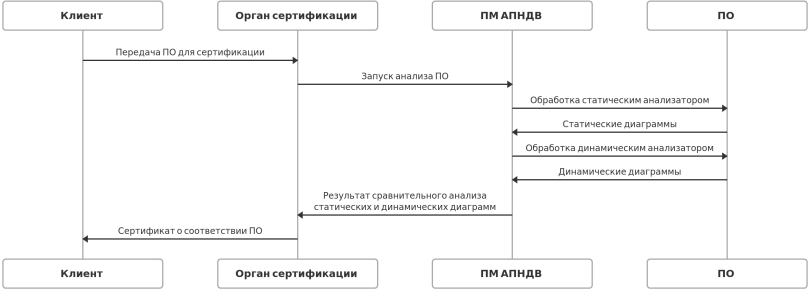 Клиент
Орган сертификации
ПМ АПНДВ
ПО
Передача ПО для сертификации
Запуск анализа ПО
Обработка статическим анализатором
Статические диаграммы
Обработка динамическим анализатором
Динамические диаграммы
Результат сравнительного анализа
статических и динамических диаграмм
Сертификат о соответствии ПО
Клиент
Орган сертификации
ПМ АПНДВ
ПО